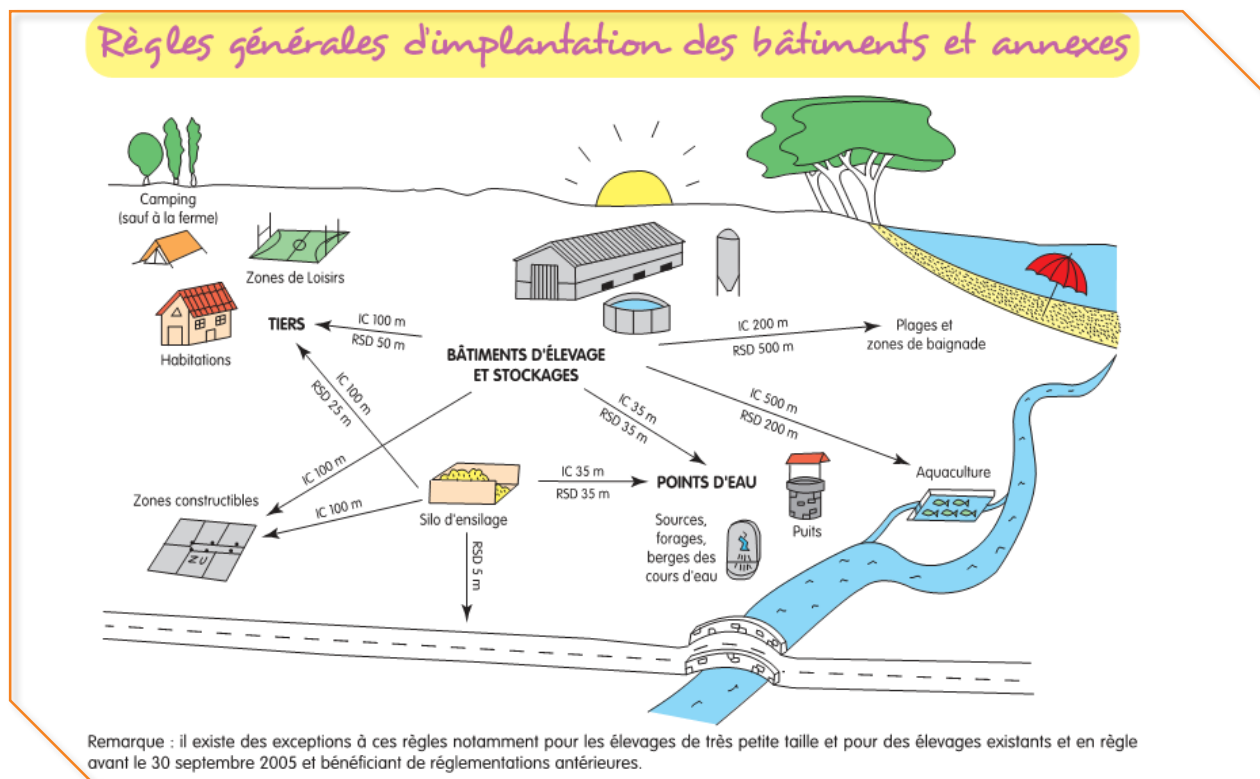 Règles générales d'implantation des bâtiments et annexes
Camping
(sauf à la ferme)
Zones de Loisirs
Habitations
TIERS
IC 100 m
RSD 50 m
BÂTIMENTS D'ÉLEVAGE
ET STOCKAGES
IC 200 m
RSD 500 m
Plages et
zones de baignade
IC 100 m
RSD 25 m
IC 35 m
RSD 35 m
IC 500 m
RSD 200 m
Aquaculture
IC 100 m
Zones constructibles
ZU
IC 100 m
Silo d'ensilage
IC 35 m
RSD 35 m
POINTS D'EAU
Puits
Sources,
forages,
berges des
cours d'eau
RSD 5 m
Remarque : il existe des exceptions à ces règles notamment pour les élevages de très petite taille et pour des élevages existants et en règle
avant le 30 septembre 2005 et bénéficiant de réglementations antérieures.